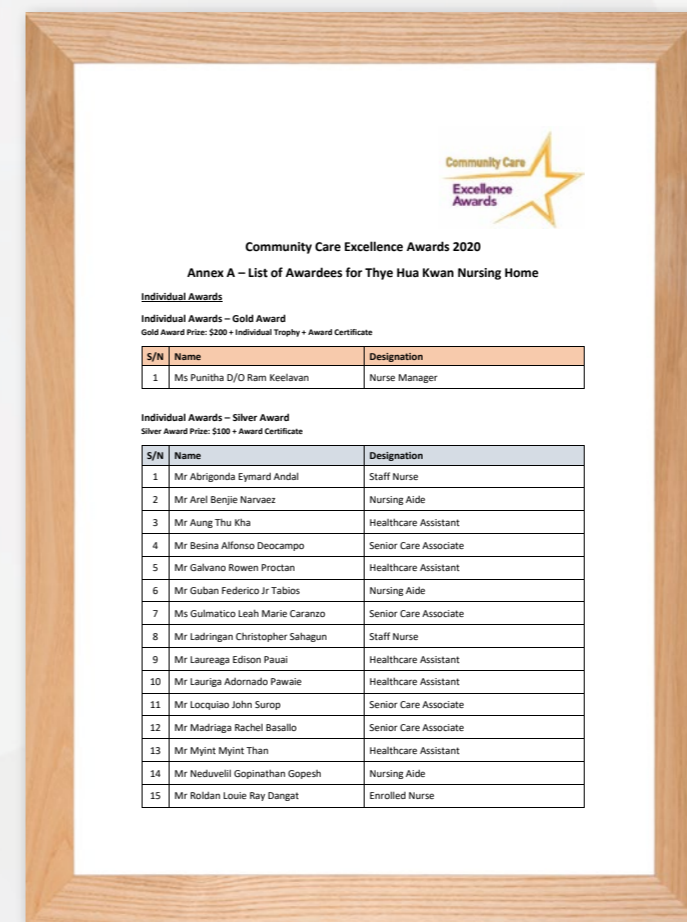 Community Care
Excellence
Awards
Community Care Excellence Awards 2020
Annex A – List of Awardees for Thye Hua Kwan Nursing Home
Individual Awards
Individual Awards – Gold Award
Gold Award Prize: $200 + Individual Trophy + Award Certificate
S/N Name Designation
1 Ms Punitha D/O Ram Keelavan Nurse Manager
Individual Awards – Silver Award
Silver Award Prize: $100 + Award Certificate
S/N Name Designation
1 Mr Abrigonda Eymard Andal Staff Nurse
2 Mr Arel Benjie Narvaez Nursing Aide
3 Mr Aung Thu Kha Healthcare Assistant
4 Mr Besina Alfonso Deocampo Senior Care Associate
5 Mr Galvano Rowen Proctan Healthcare Assistant
6 Mr Guban Federico Jr Tabios Nursing Aide
7 Ms Gulmatico Leah Marie Caranzo Senior Care Associate
8 Mr Ladringan Christopher Sahagun Staff Nurse
9 Mr Laureaga Edison Pauai Healthcare Assistant
10 Mr Lauriga Adornado Pawaie Healthcare Assistant
11 Mr Locquiao John Surop Senior Care Associate
12 Mr Madriaga Rachel Basallo Senior Care Associate
13 Mr Myint Myint Than Healthcare Assistant
14 Mr Neduvelil Gopinathan Gopesh Nursing Aide
15 Mr Roldan Louie Ray Dangat Enrolled Nurse